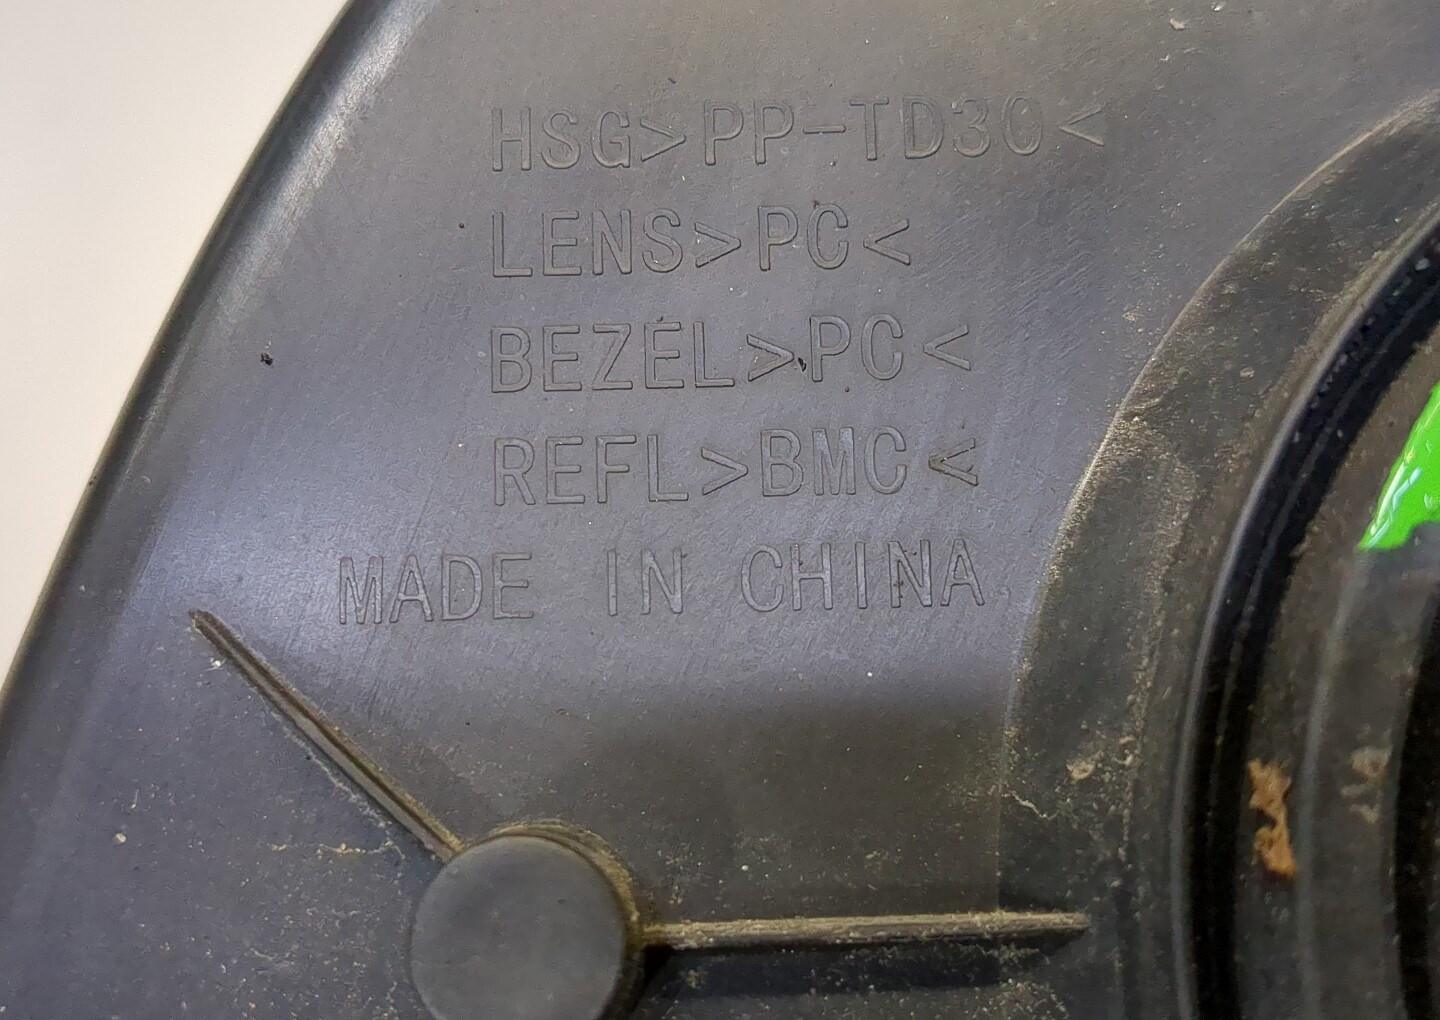 HSG>PP-TD30<
LENS>PC<
BEZEL>PC<
REFL>BMC<
MADE IN CHINA